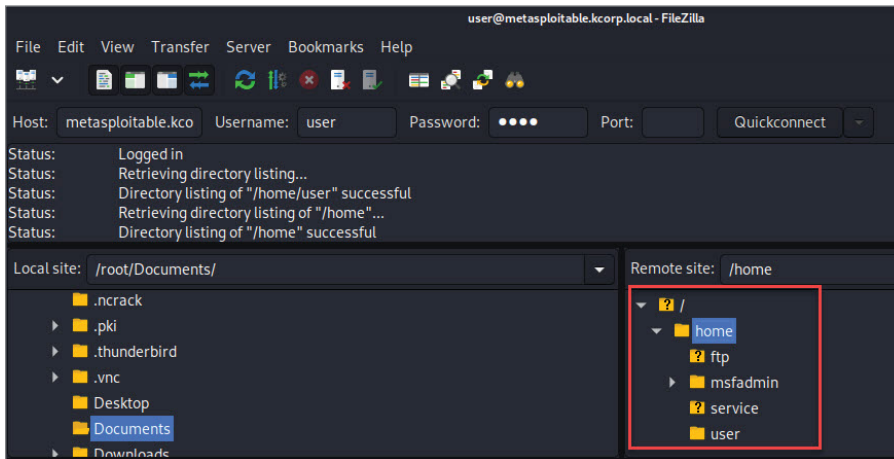 user@metasploitable.kcorp.local - FileZilla
File Edit View Transfer Server Bookmarks Help
Host: metasploitable.kco Username: user Password: •••• Port: Quickconnect
Status: Logged in
Status: Retrieving directory listing...
Status: Directory listing of "/home/user" successful
Status: Retrieving directory listing of "/home"...
Status: Directory listing of "/home" successful
Local site: /root/Documents/ Remote site: /home
.ncrack
.pki
.thunderbird
.vnc
Desktop
Documents
Downloads
/
home
ftp
msfadmin
service
user